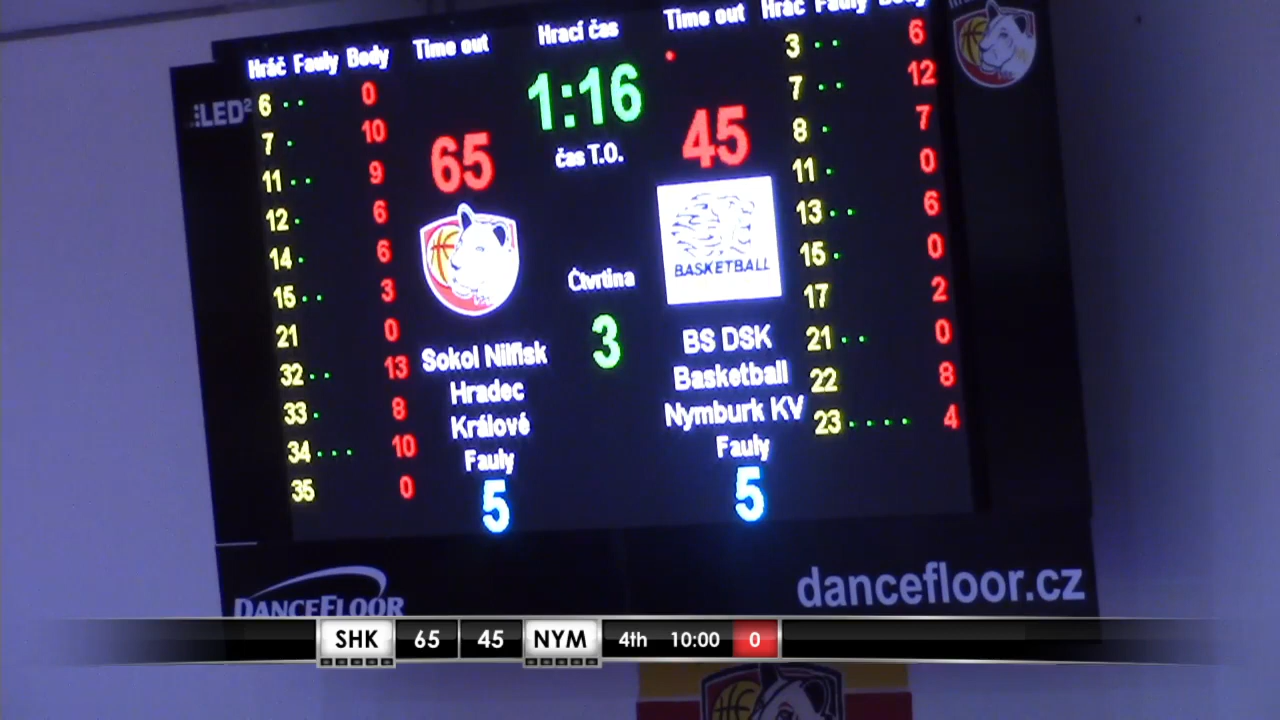 Hráč Fauly Body
Time out
Hrací čas
Time out
Hráč Fauly Body
6 ·· 0
7 · 10
11 ·· 9
12 · 6
14 · 6
15 ·· 3
21 0
32 ·· 13
33 · 8
34 ··· 10
35 0
65
1:16
čas T.O.
45
BASKETBALL
Čtvrtina
3
Sokol Nilfisk
Hradec
Králové
Fauly
5
BS DSK
Basketball
Nymburk KV
Fauly
5
3 ·· 6
7 ·· 12
8 · 7
11 · 0
13 ·· 6
15 · 0
17 2
21 ·· 0
22 8
23 ···· 4
LED²
DANCEFLOOR
dancefloor.cz
SHK 65 45 NYM 4th 10:00 0